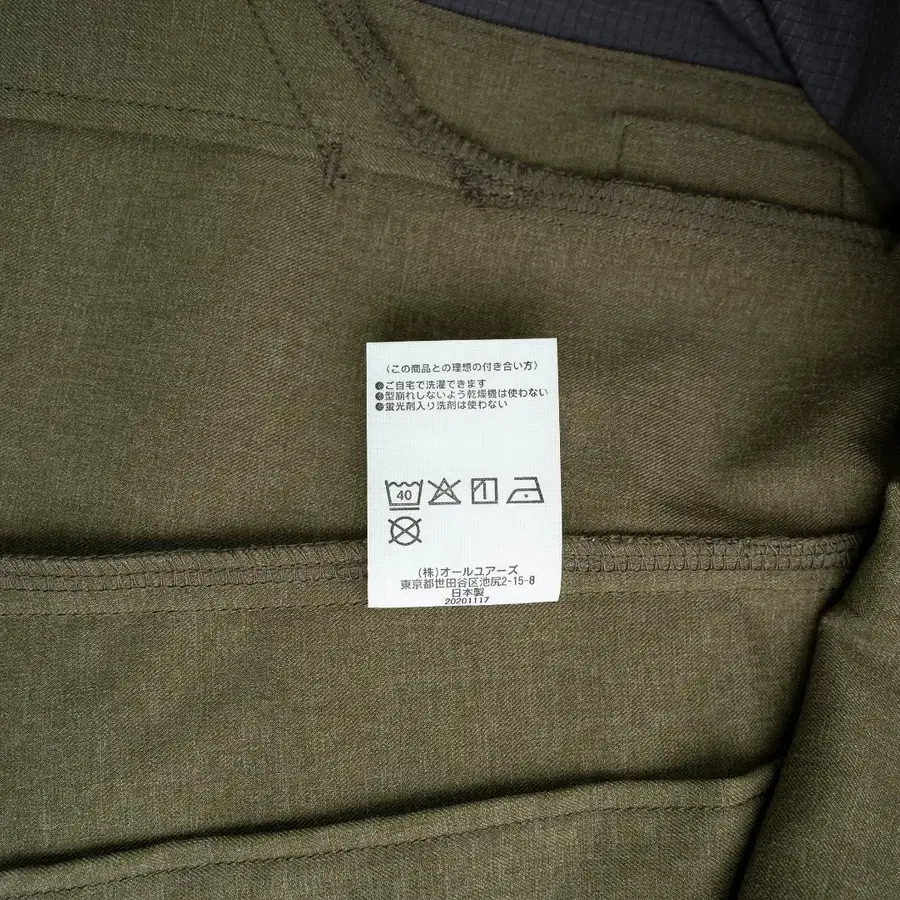 〈この商品との理想の付き合い方〉
●ご自宅で洗濯できます
●型崩れしないよう乾燥機は使わない
●蛍光剤入り洗剤は使わない
40
(株)オールユアーズ
東京都世田谷区池尻2-15-8
日本製
20201117